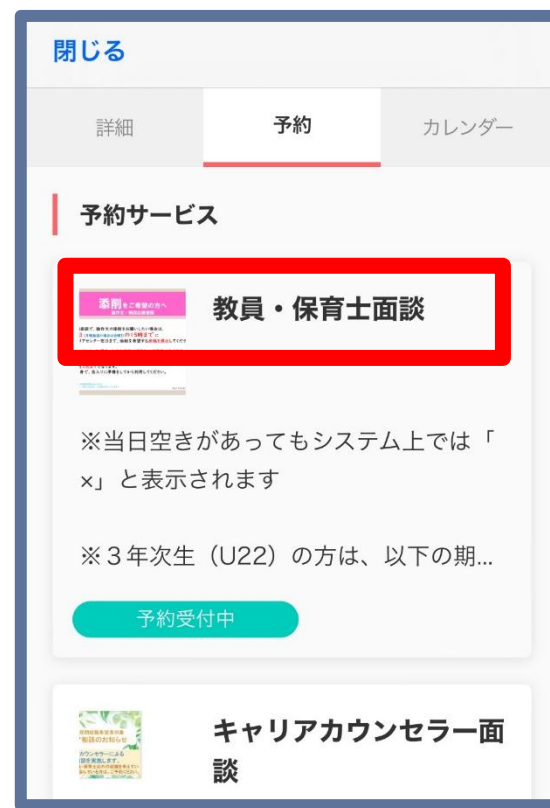 閉じる
詳細
予約
カレンダー
予約サービス
添削をご希望の方へ
教員・保育士面談
※当日空きがあってもシステム上では「
×」と表示されます
※３年次生（U22）の方は、以下の期...
予約受付中
キャリアカウンセラー面
談